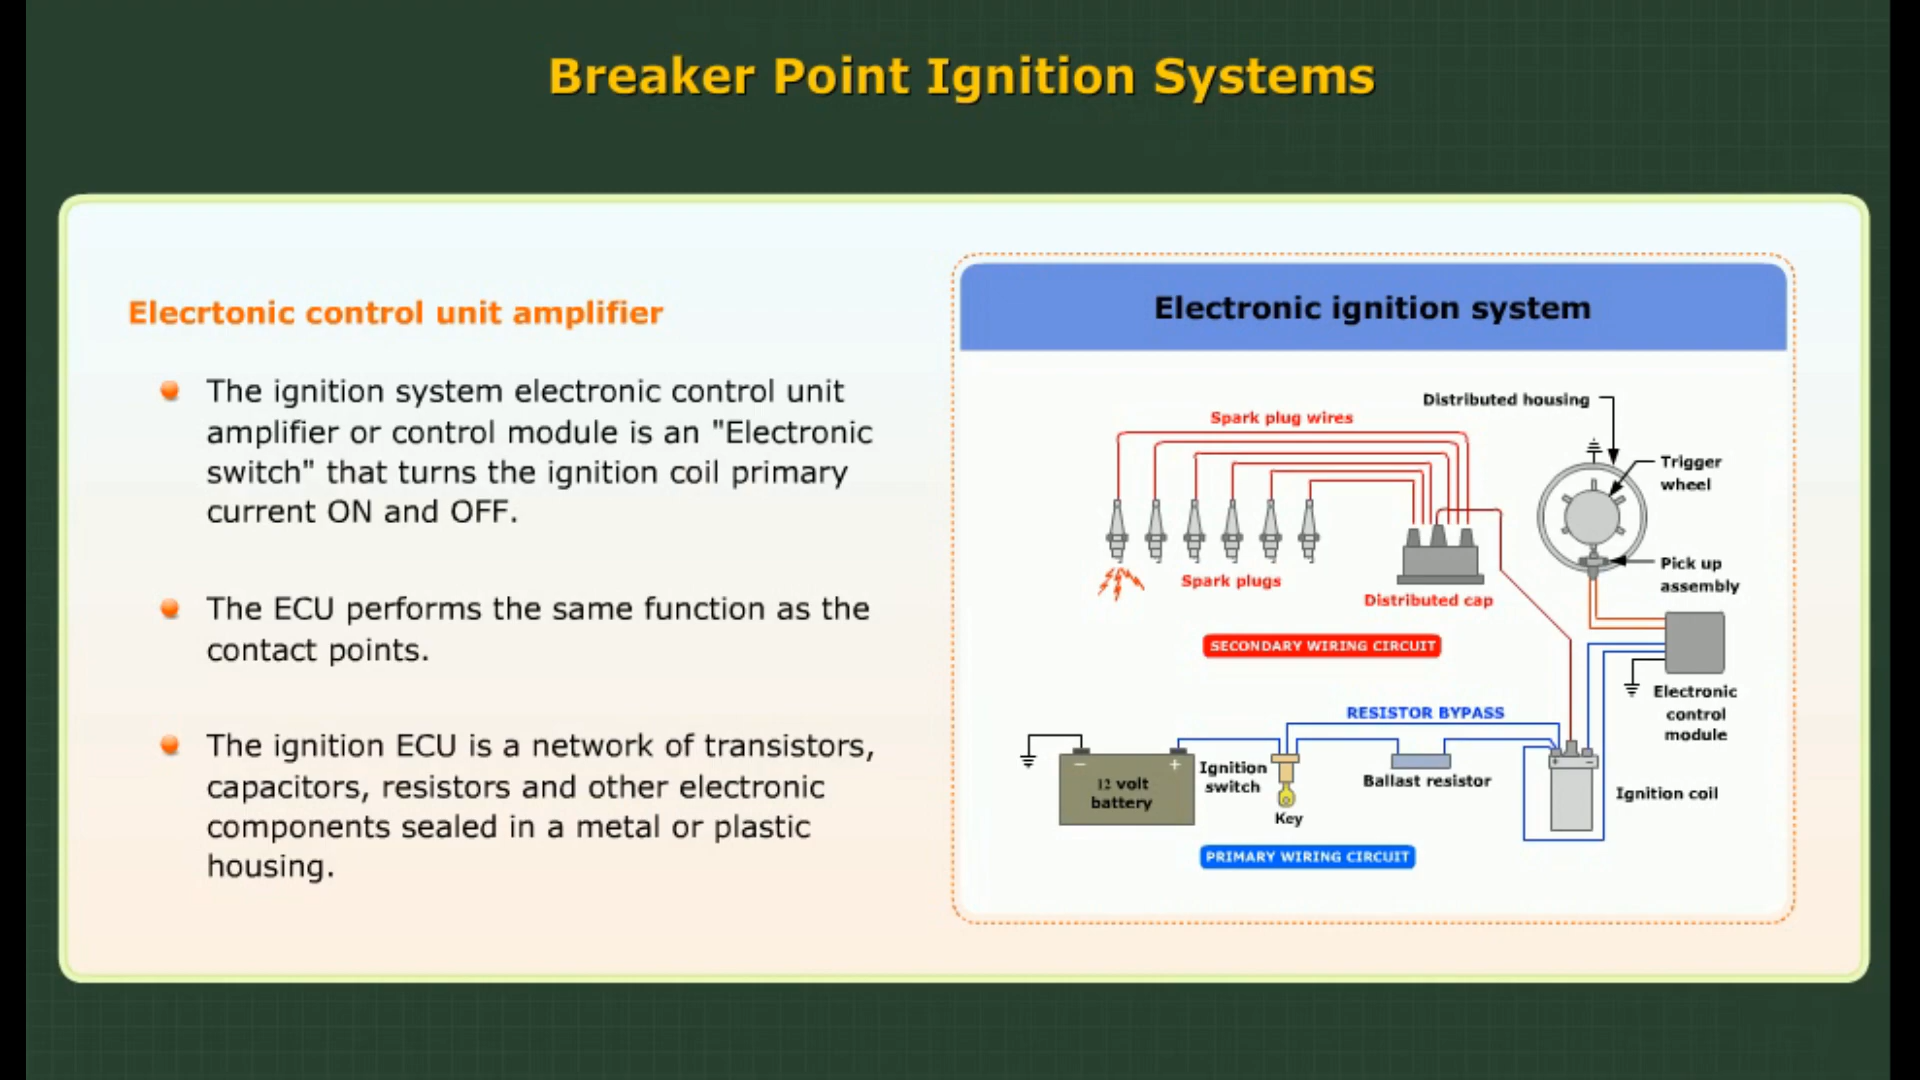 Breaker Point Ignition Systems
Elecrtonic control unit amplifier
The ignition system electronic control unit
amplifier or control module is an "Electronic
switch" that turns the ignition coil primary
current ON and OFF.
The ECU performs the same function as the
contact points.
The ignition ECU is a network of transistors,
capacitors, resistors and other electronic
components sealed in a metal or plastic
housing.
Electronic ignition system
Distributed housing
Spark plug wires
Trigger
wheel
Pick up
assembly
Spark plugs
Distributed cap
SECONDARY WIRING CIRCUIT
Electronic
control
module
RESISTOR BYPASS
− +
12 volt
battery
Ignition
switch
Key
Ballast resistor
+ −
Ignition coil
PRIMARY WIRING CIRCUIT